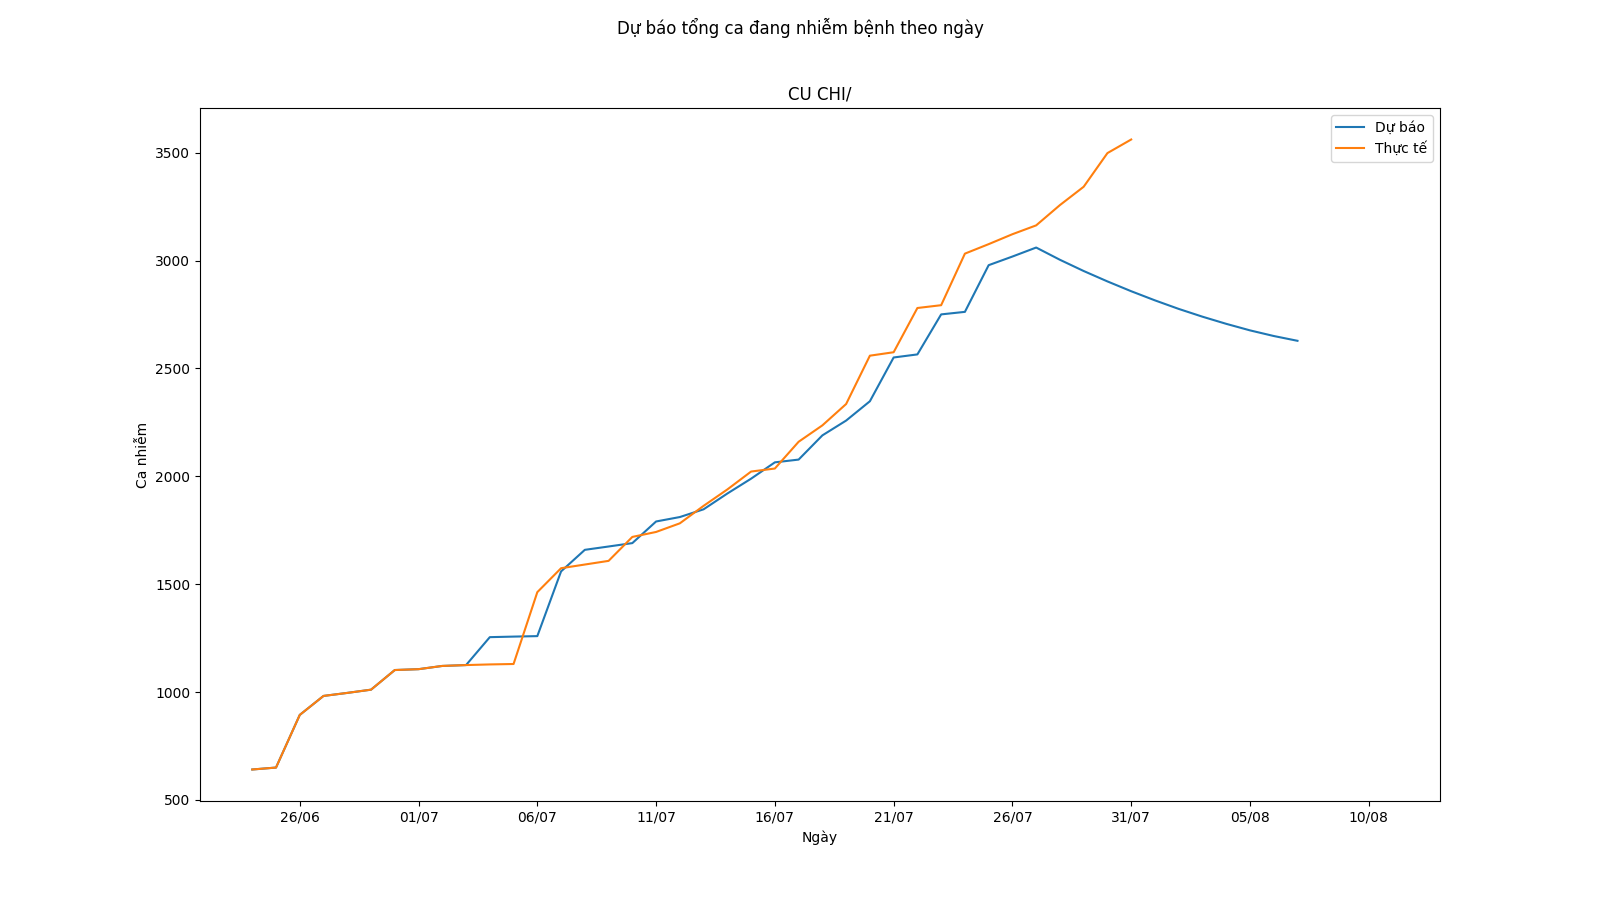 Dự báo tổng ca đang nhiễm bệnh theo ngày
CU CHI/
Dự báo
Thực tế
3500
3000
2500
2000
1500
1000
500
Ca nhiễm
26/06 01/07 06/07 11/07 16/07 21/07 26/07 31/07 05/08 10/08
Ngày